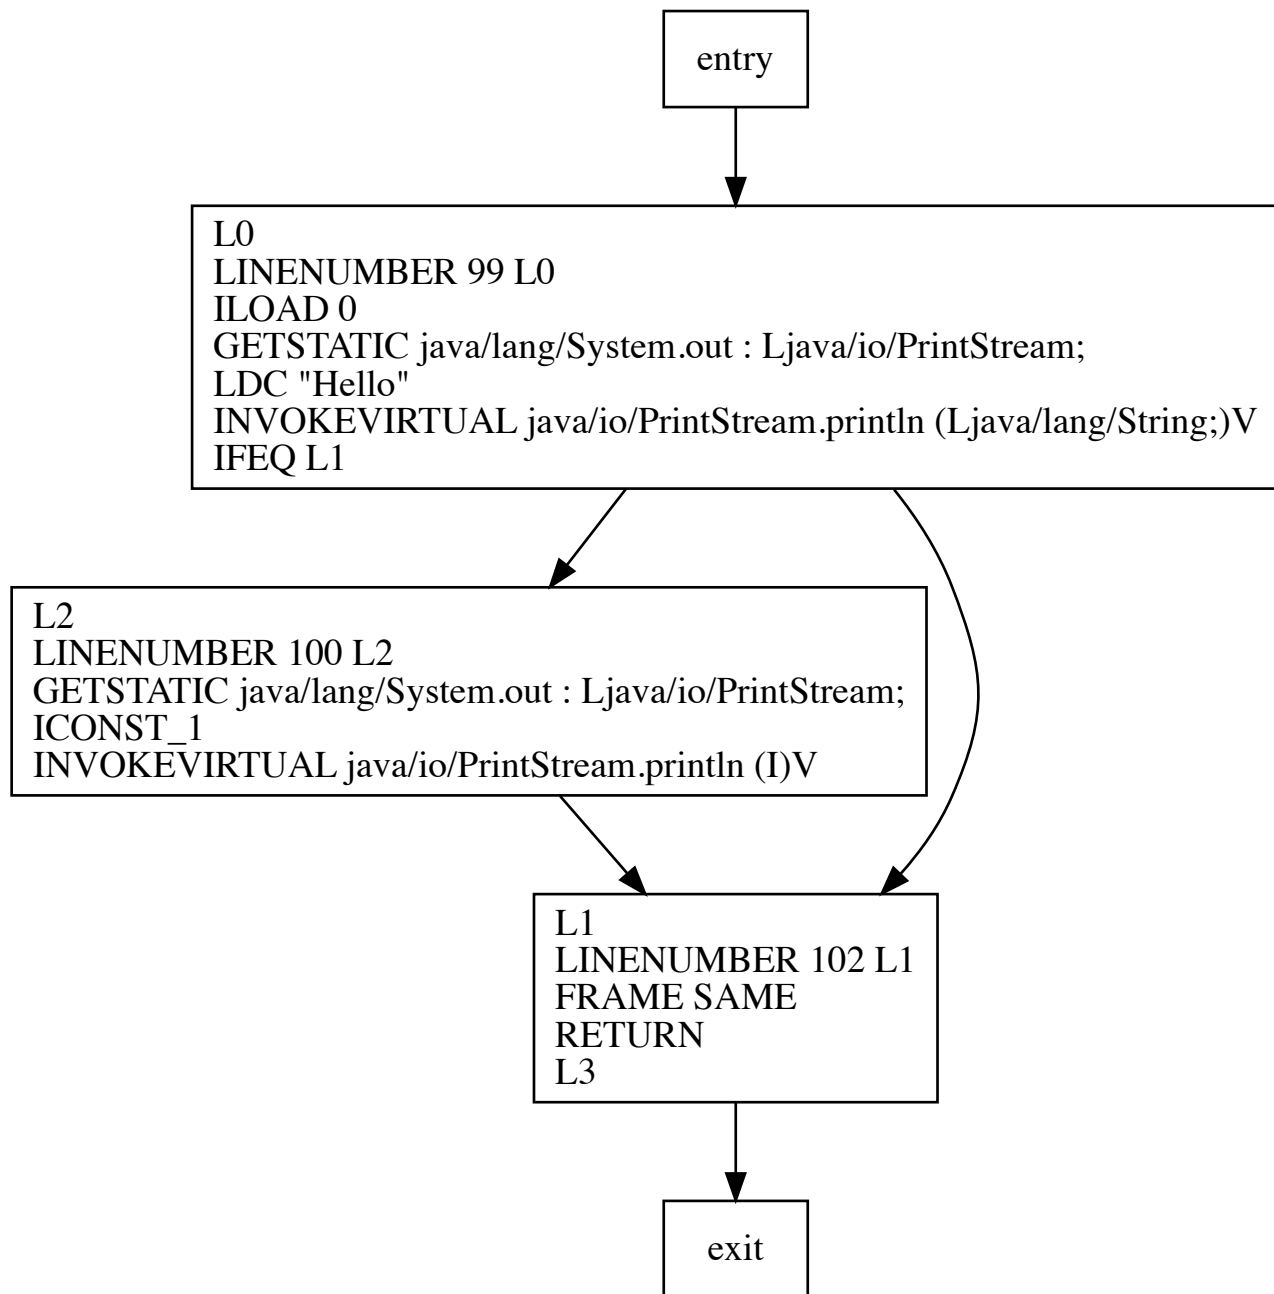 entry
L0
LINENUMBER 99 L0
ILOAD 0
GETSTATIC java/lang/System.out : Ljava/io/PrintStream;
LDC "Hello"
INVOKEVIRTUAL java/io/PrintStream.println (Ljava/lang/String;)V
IFEQ L1
L2
LINENUMBER 100 L2
GETSTATIC java/lang/System.out : Ljava/io/PrintStream;
ICONST_1
INVOKEVIRTUAL java/io/PrintStream.println (I)V
L1
LINENUMBER 102 L1
FRAME SAME
RETURN
L3
exit